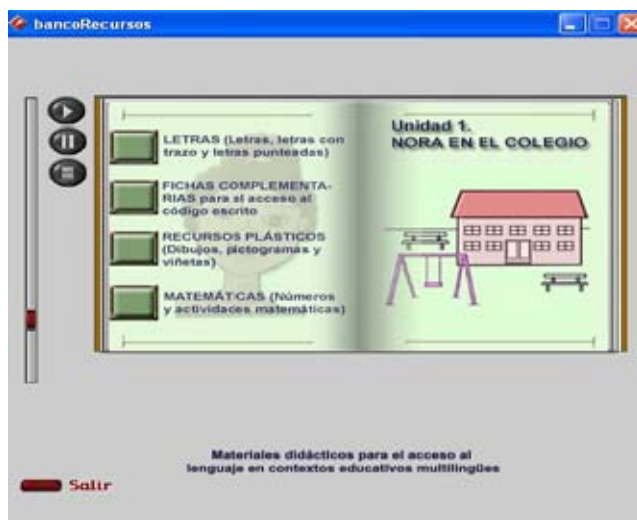 bancoRecursos
LETRAS (Letras, letras con
trazo y letras punteadas)
FICHAS COMPLEMENTA-
RIAS para el acceso al
código escrito
RECURSOS PLÁSTICOS
(Dibujos, pictogramas y
viñetas)
MATEMÁTICAS (Números
y actividades matemáticas)
Unidad 1.
NORA EN EL COLEGIO
Materiales didácticos para el acceso al
lenguaje en contextos educativos multilingües
Salir